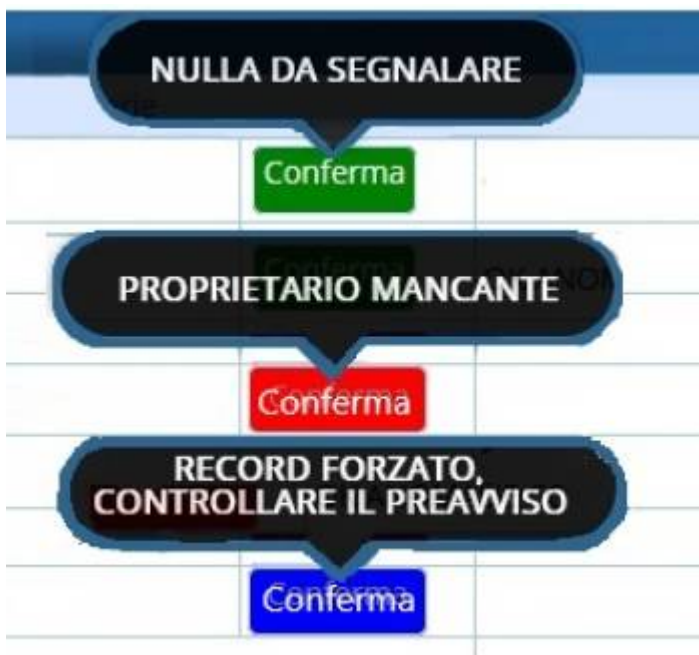 NULLA DA SEGNALARE
Conferma
PROPRIETARIO MANCANTE
Conferma
RECORD FORZATO,
CONTROLLARE IL PREAVVISO
Conferma